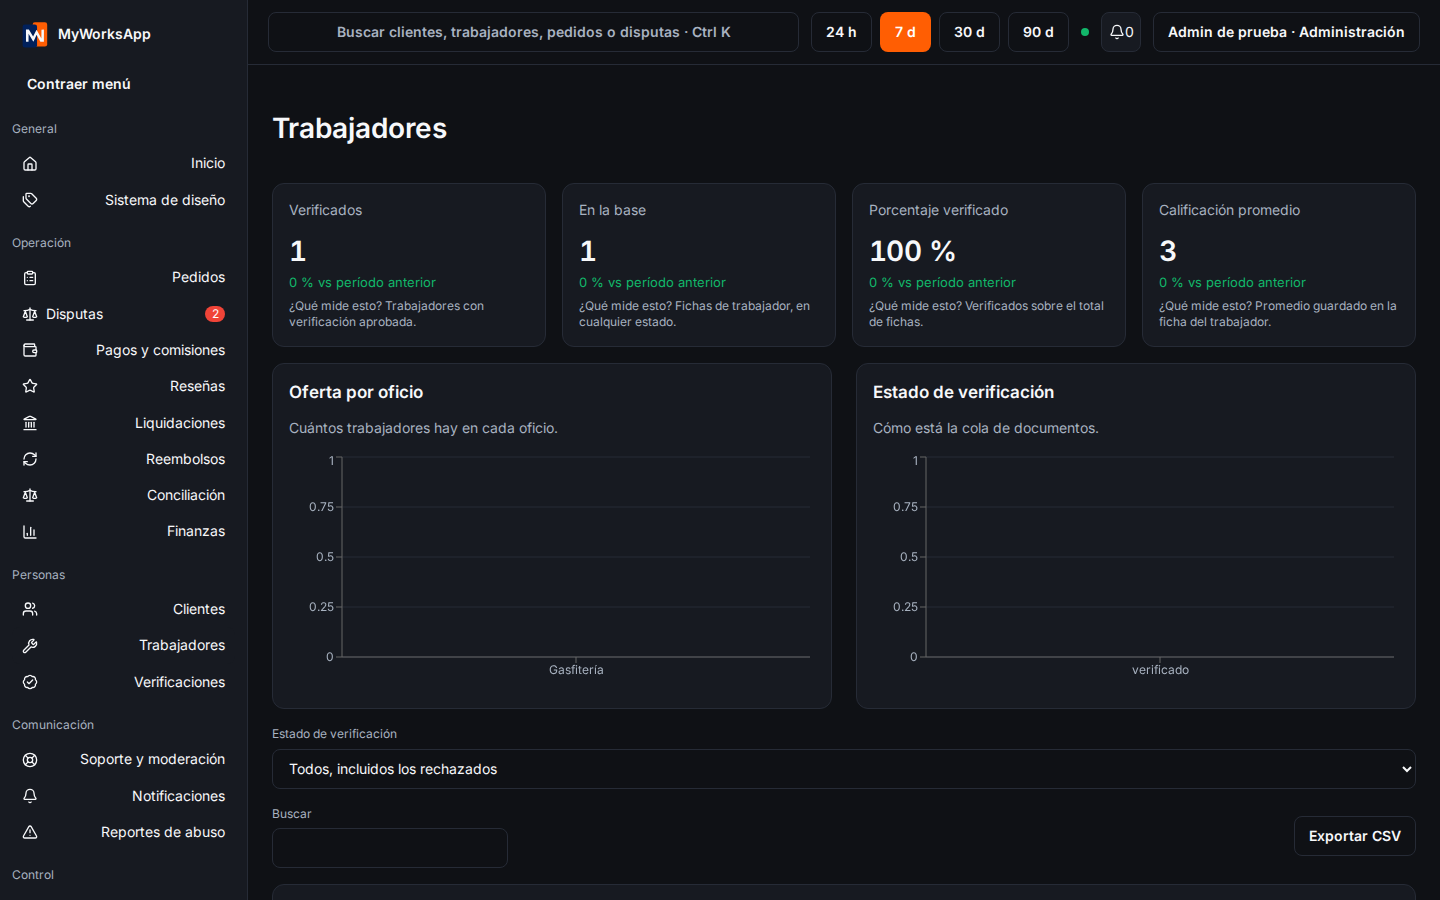 MyWorksApp
Contraer menú
General
Inicio
Sistema de diseño
Operación
Pedidos
Disputas 2
Pagos y comisiones
Reseñas
Liquidaciones
Reembolsos
Conciliación
Finanzas
Personas
Clientes
Trabajadores
Verificaciones
Comunicación
Soporte y moderación
Notificaciones
Reportes de abuso
Control
Buscar clientes, trabajadores, pedidos o disputas · Ctrl K
24 h
7 d
30 d
90 d
0
Admin de prueba · Administración
Trabajadores
Verificados
1
0 % vs período anterior
¿Qué mide esto? Trabajadores con
verificación aprobada.
En la base
1
0 % vs período anterior
¿Qué mide esto? Fichas de trabajador, en
cualquier estado.
Porcentaje verificado
100 %
0 % vs período anterior
¿Qué mide esto? Verificados sobre el total
de fichas.
Calificación promedio
3
0 % vs período anterior
¿Qué mide esto? Promedio guardado en la
ficha del trabajador.
Oferta por oficio
Cuántos trabajadores hay en cada oficio.
1
0.75
0.5
0.25
0
Gasfitería
Estado de verificación
Cómo está la cola de documentos.
1
0.75
0.5
0.25
0
verificado
Estado de verificación
Todos, incluidos los rechazados
Buscar
Exportar CSV